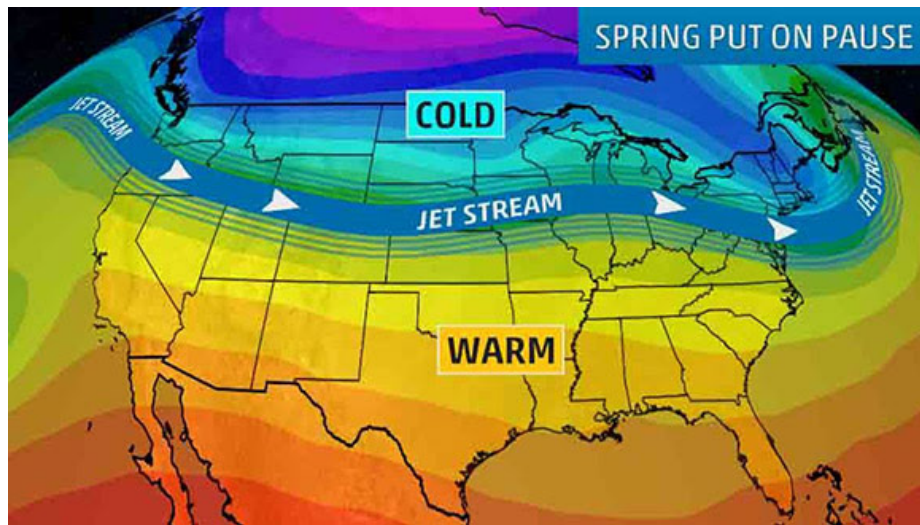 SPRING PUT ON PAUSE
JET STREAM
COLD
JET STREAM
JET STREAM
WARM